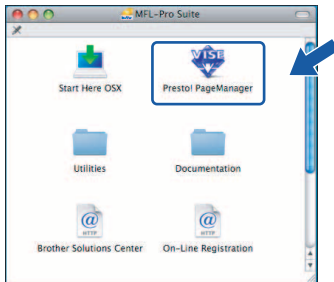 MFL-Pro Suite
VISE
Start Here OSX
Presto! PageManager
Utilities
Documentation
@
HTTP
@
HTTP
Brother Solutions Center
On-Line Registration